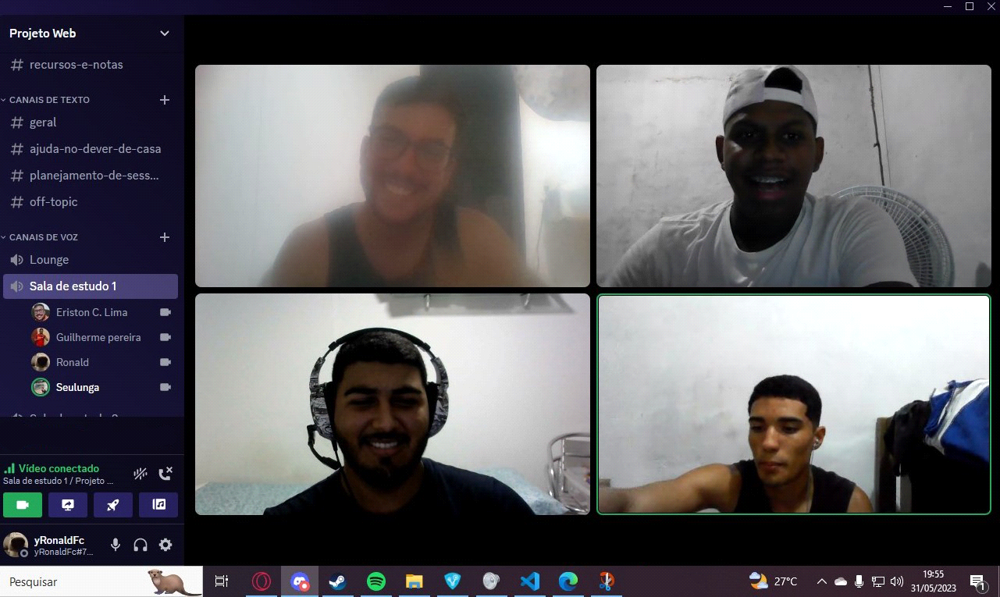 Projeto Web
recursos-e-notas
CANAIS DE TEXTO
geral
ajuda-no-dever-de-casa
planejamento-de-sess...
off-topic
CANAIS DE VOZ
Lounge
Sala de estudo 1
Eriston C. Lima
Guilherme pereira
Ronald
Seulunga
Vídeo conectado
Sala de estudo 1 / Projeto ...
yRonaldFc
yRonaldFc#7...
Pesquisar
27°C
19:55
31/05/2023
1